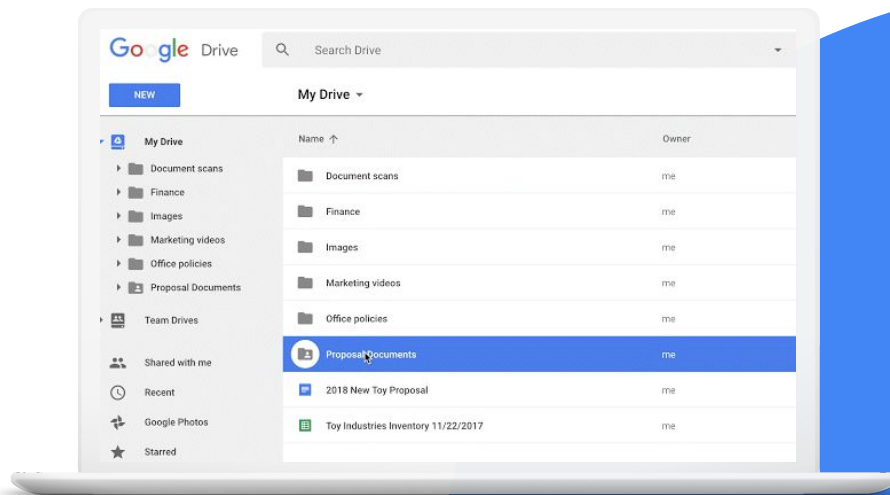 Google Drive
Search Drive
NEW
My Drive
My Drive
Document scans
Finance
Images
Marketing videos
Office policies
Proposal Documents
Team Drives
Shared with me
Recent
Google Photos
Starred
Name Owner
Document scans me
Finance me
Images me
Marketing videos me
Office policies me
Proposal Documents me
2018 New Toy Proposal me
Toy Industries Inventory 11/22/2017 me